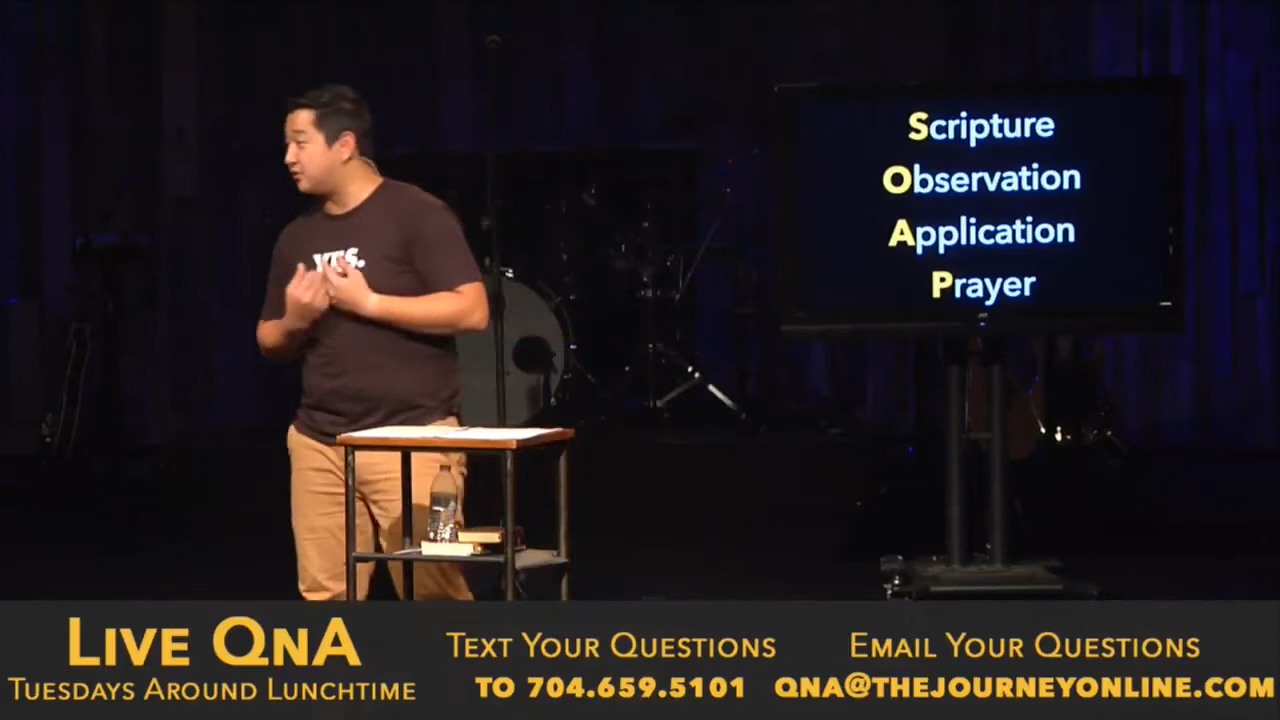 YES.
Scripture
Observation
Application
Prayer
Live QnA
Tuesdays Around Lunchtime
Text Your Questions
to 704.659.5101
Email Your Questions
qna@thejourneyonline.com